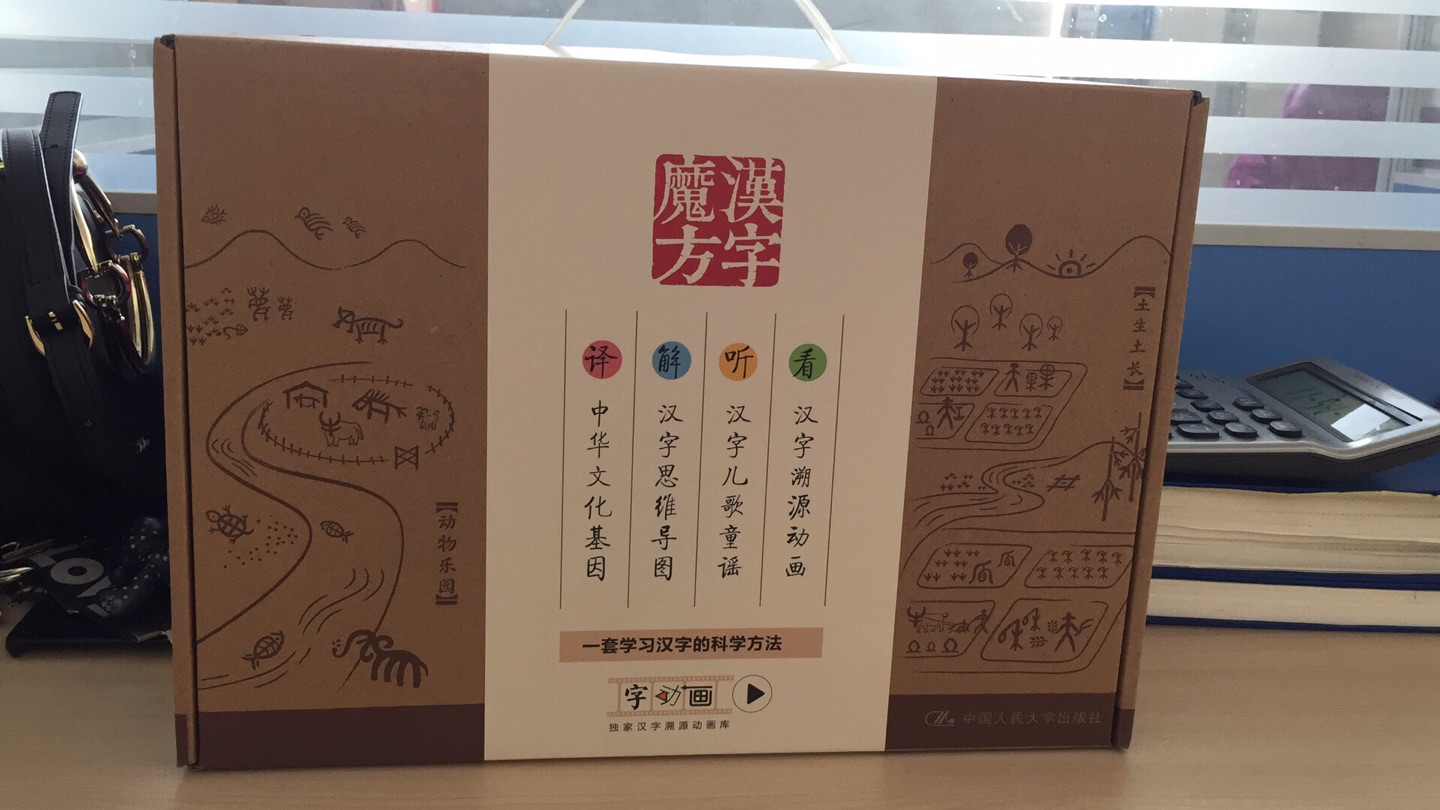 漢字
魔方
看 汉字溯源动画
听 汉字儿歌童谣
解 汉字思维导图
译 中华文化基因
一套学习汉字的科学方法
字动画
独家汉字溯源动画库
【土生土长】
【动物乐园】
中国人民大学出版社